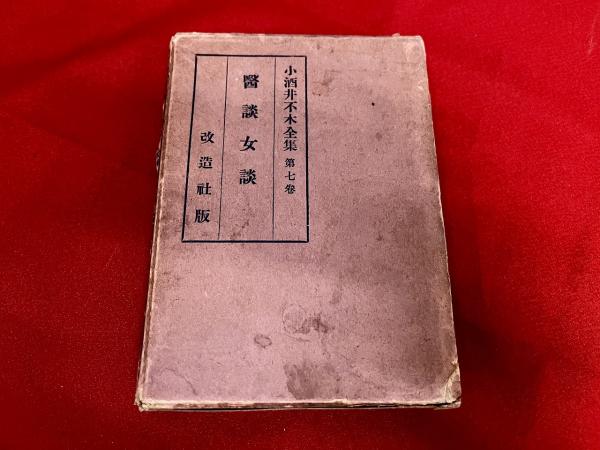 小酒井不木全集 第七卷
醫談女談
改造社版